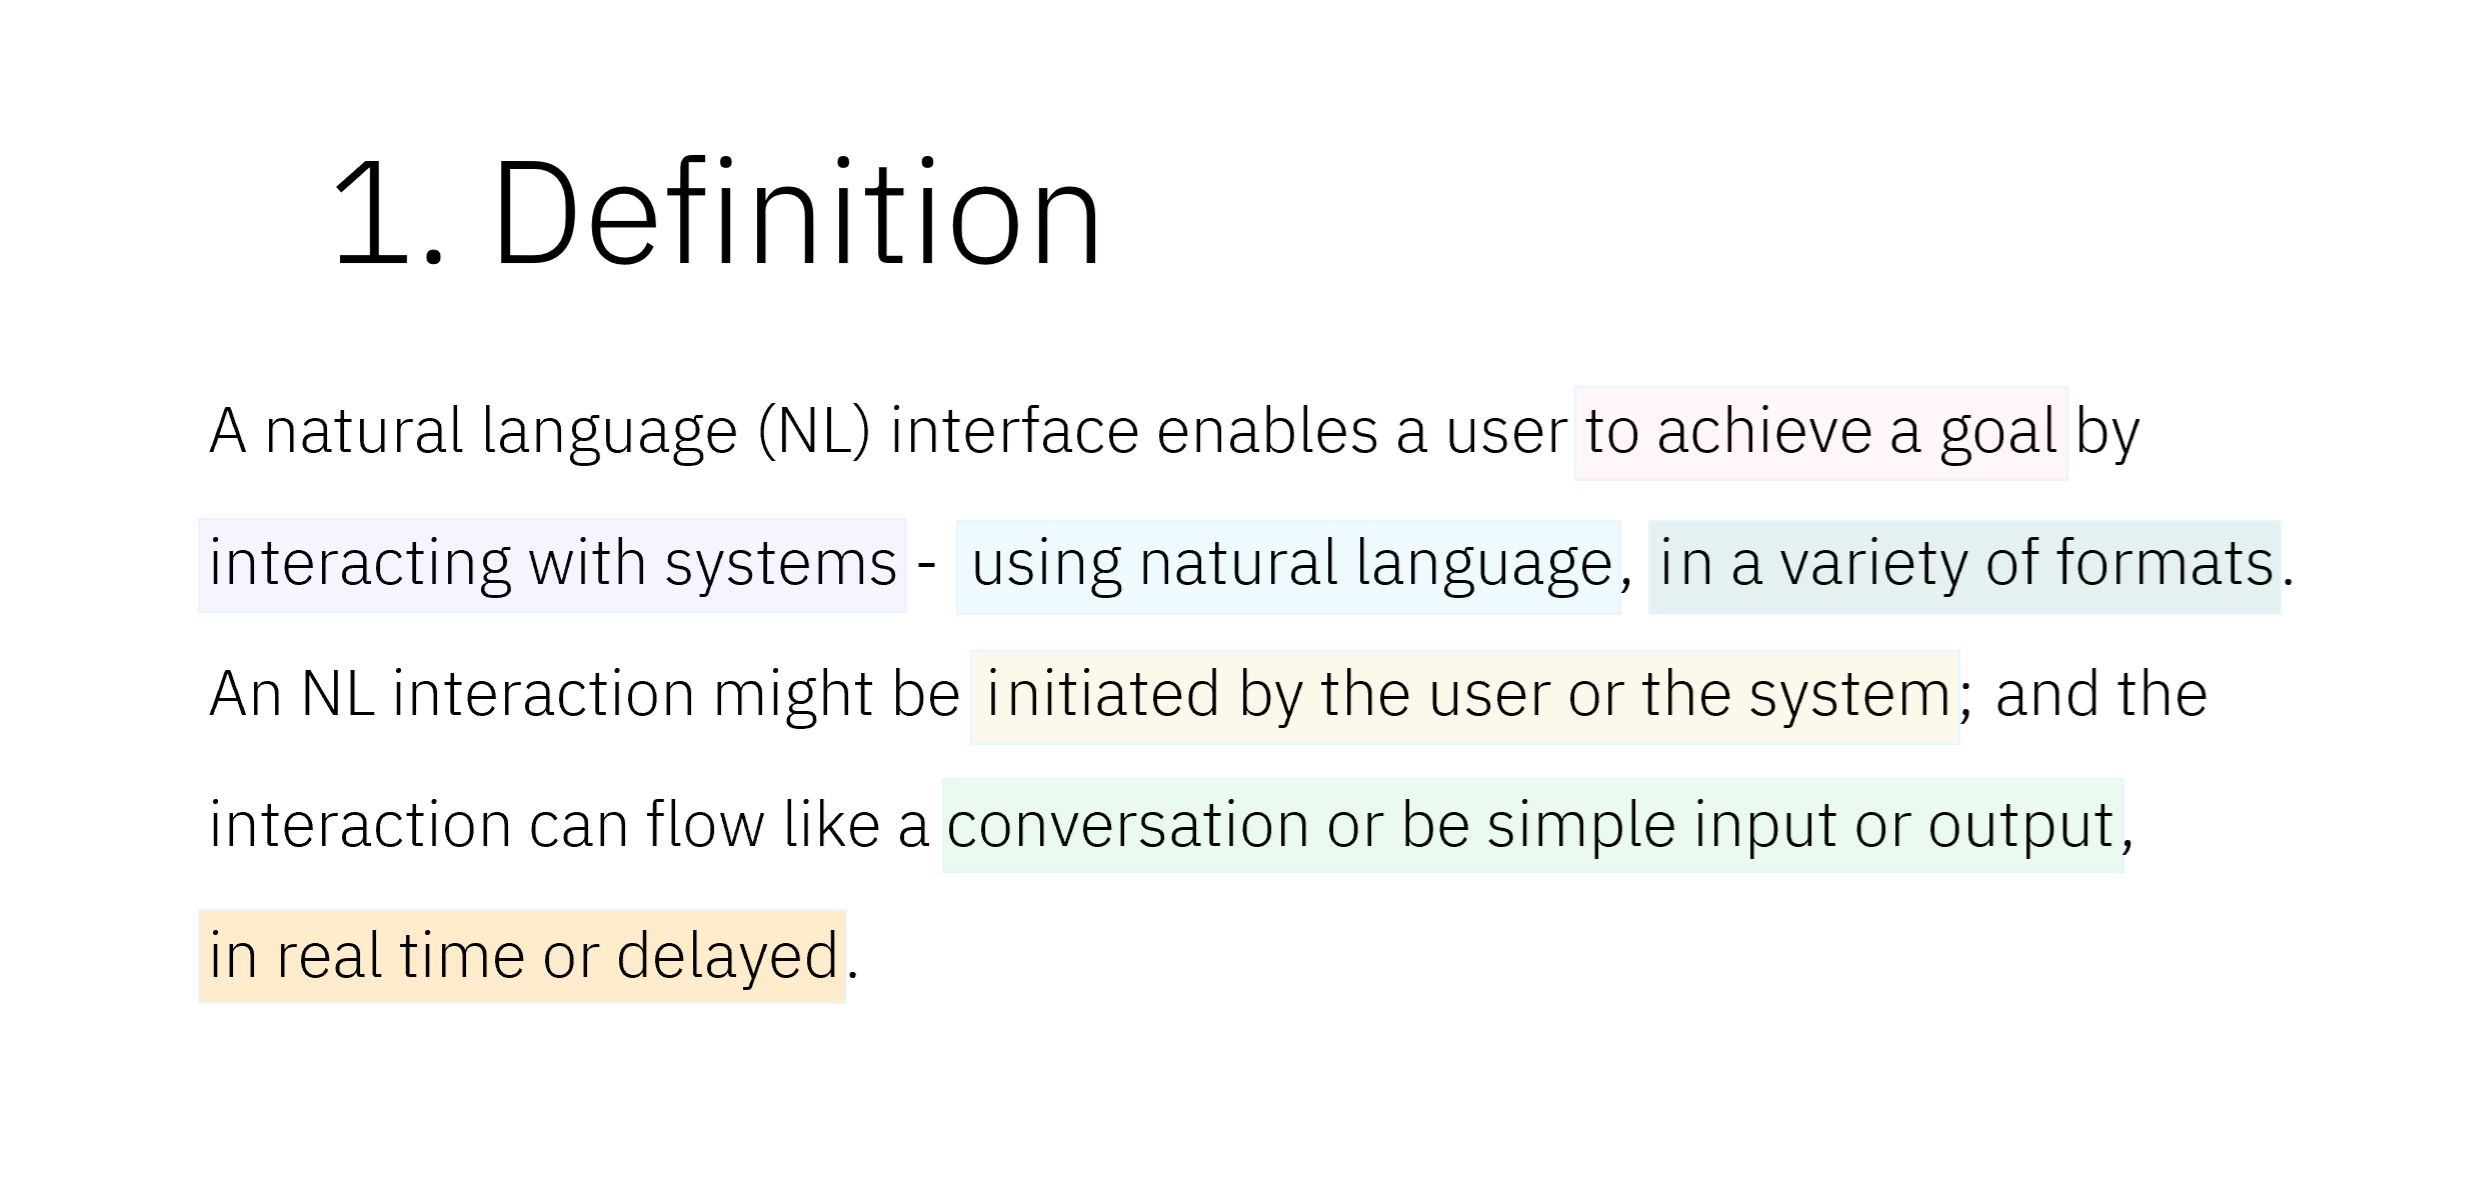 1. Definition
A natural language (NL) interface enables a user to achieve a goal by
interacting with systems - using natural language, in a variety of formats.
An NL interaction might be initiated by the user or the system; and the
interaction can flow like a conversation or be simple input or output,
in real time or delayed.